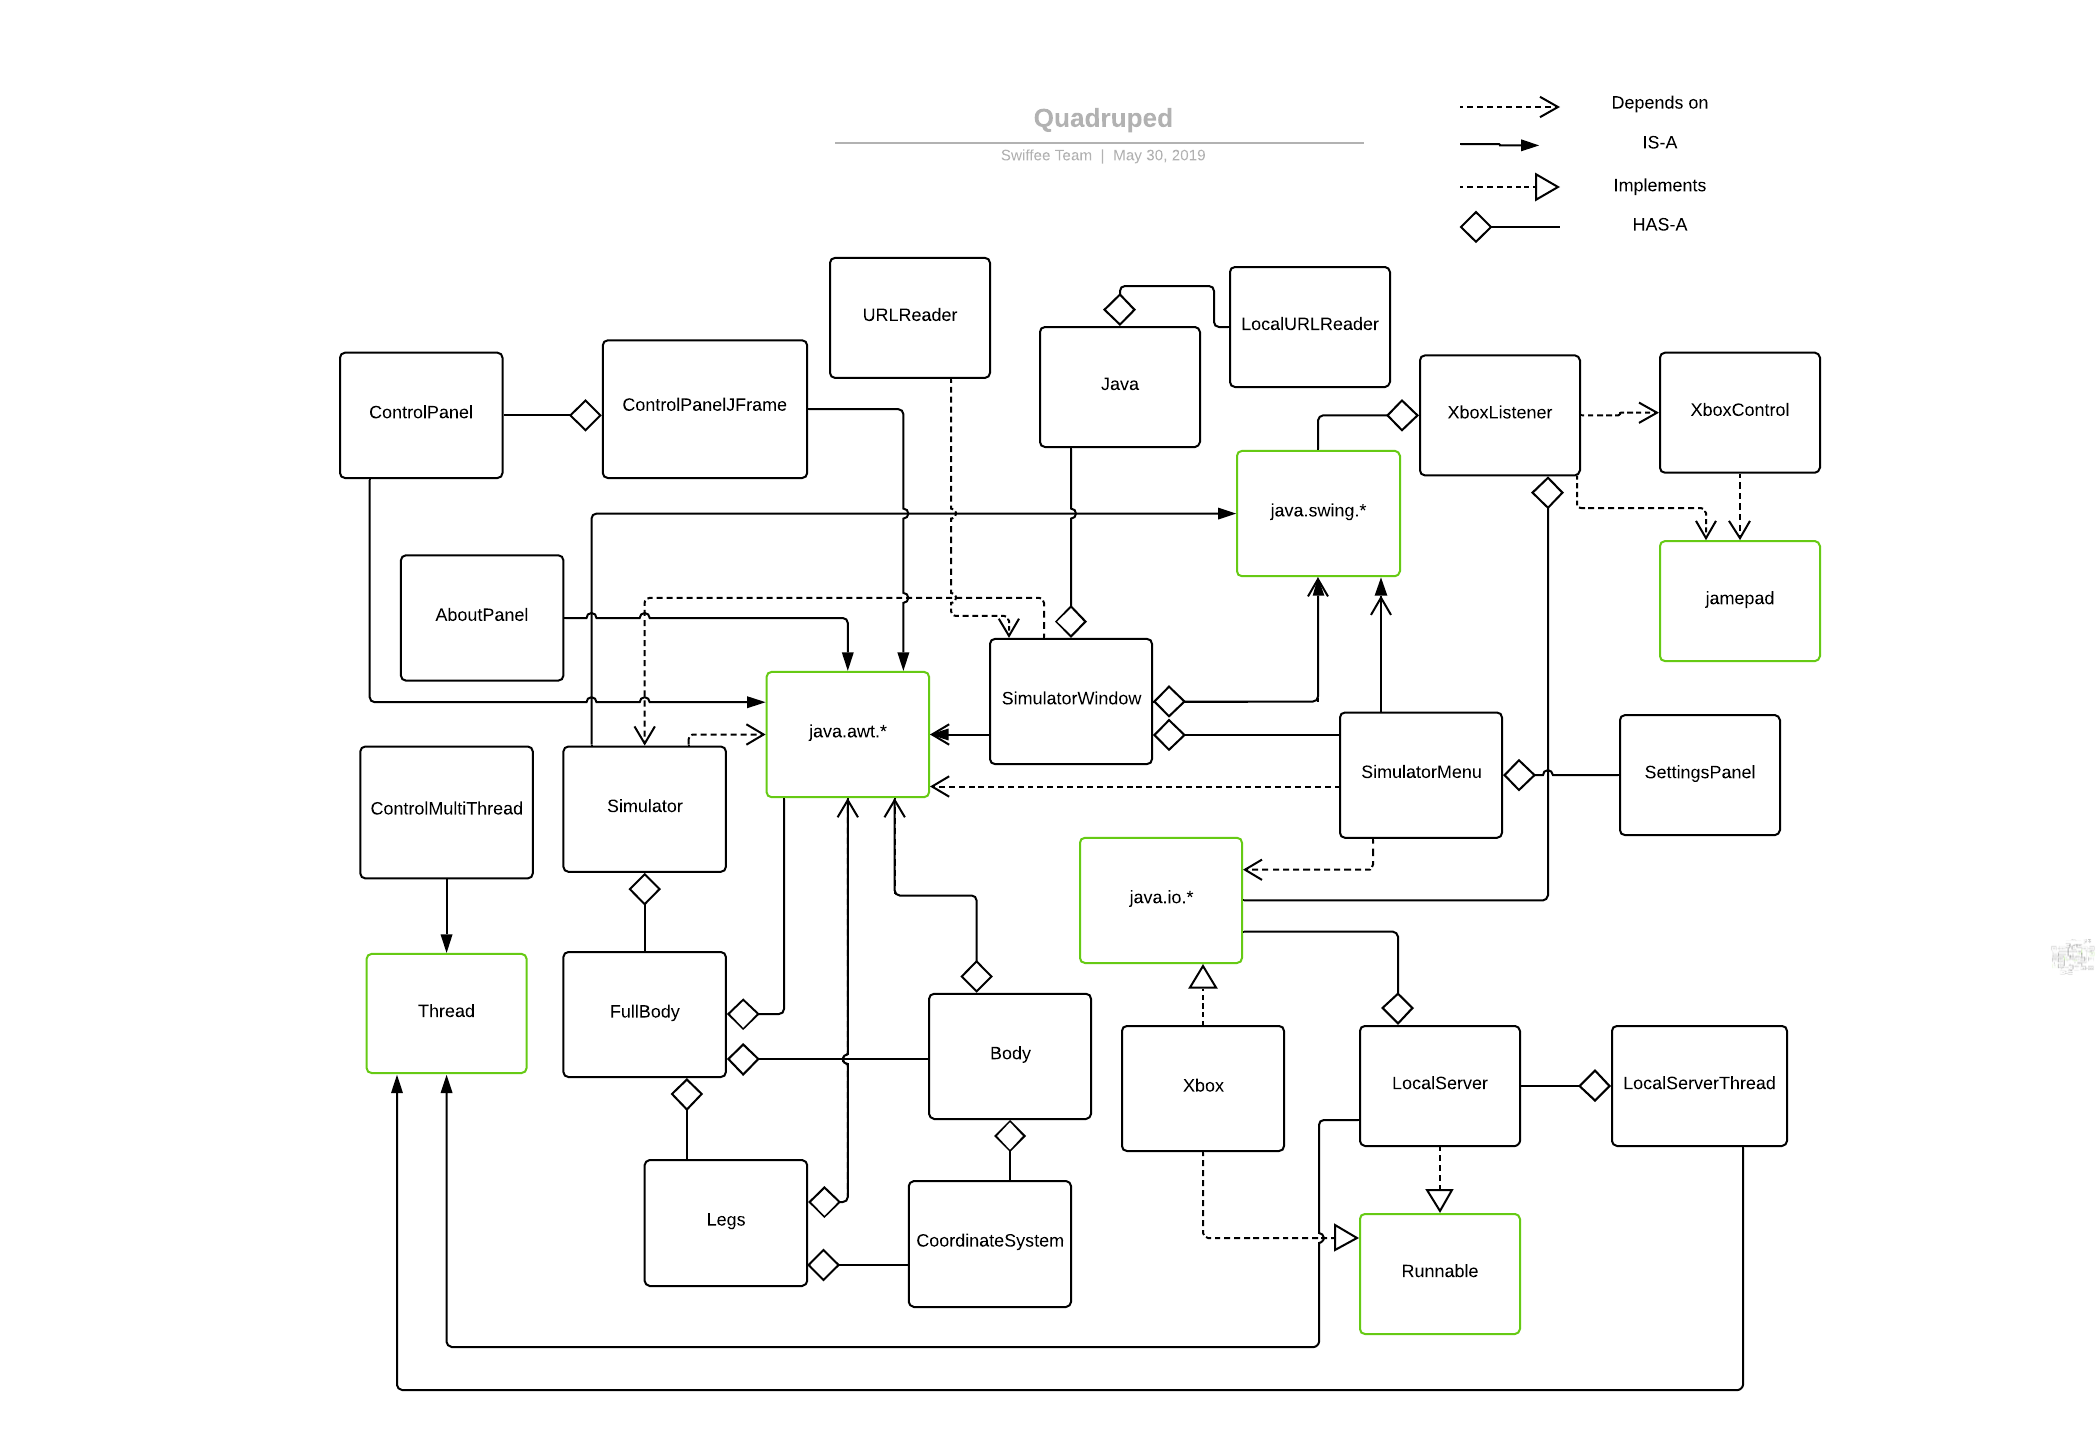 Quadruped
Swiffee Team | May 30, 2019
Depends on
IS-A
Implements
HAS-A
URLReader
LocalURLReader
Java
ControlPanel
ControlPanelJFrame
XboxListener
XboxControl
java.swing.*
jamepad
AboutPanel
SimulatorWindow
java.awt.*
SimulatorMenu
SettingsPanel
ControlMultiThread
Simulator
java.io.*
Thread
FullBody
Body
Xbox
LocalServer
LocalServerThread
Legs
CoordinateSystem
Runnable